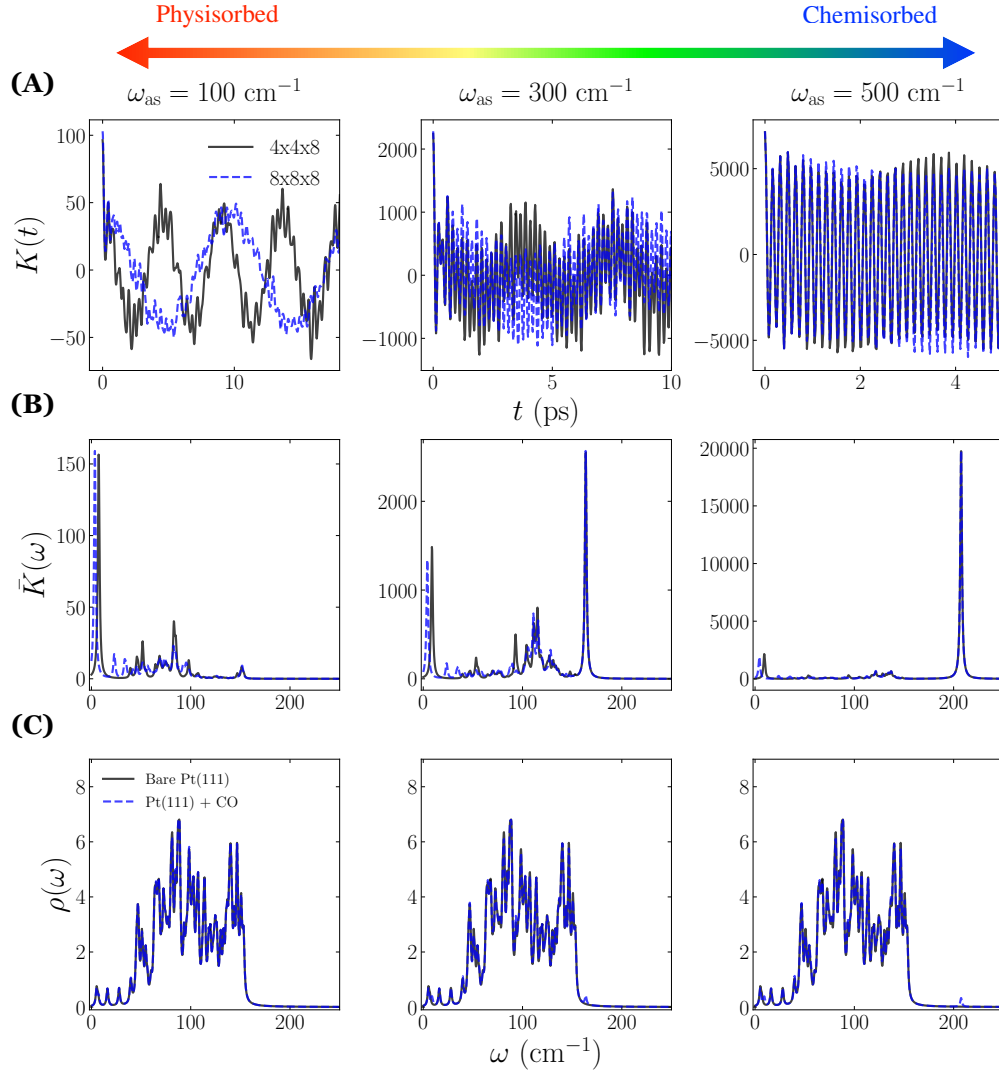 Physisorbed Chemisorbed
(A)
ω_as = 100 cm⁻¹ ω_as = 300 cm⁻¹ ω_as = 500 cm⁻¹
K(t)
100
50
0
−50
4x4x8
8x8x8
0 10
2000
1000
0
−1000
0 5 10
5000
0
−5000
0 2 4
t (ps)
(B)
K̄(ω)
150
100
50
0
0 100 200
2000
1000
0
0 100 200
20000
15000
10000
5000
0
0 100 200
(C)
ρ(ω)
8
6
4
2
0
Bare Pt(111)
Pt(111) + CO
0 100 200
8
6
4
2
0
0 100 200
8
6
4
2
0
0 100 200
ω (cm⁻¹)